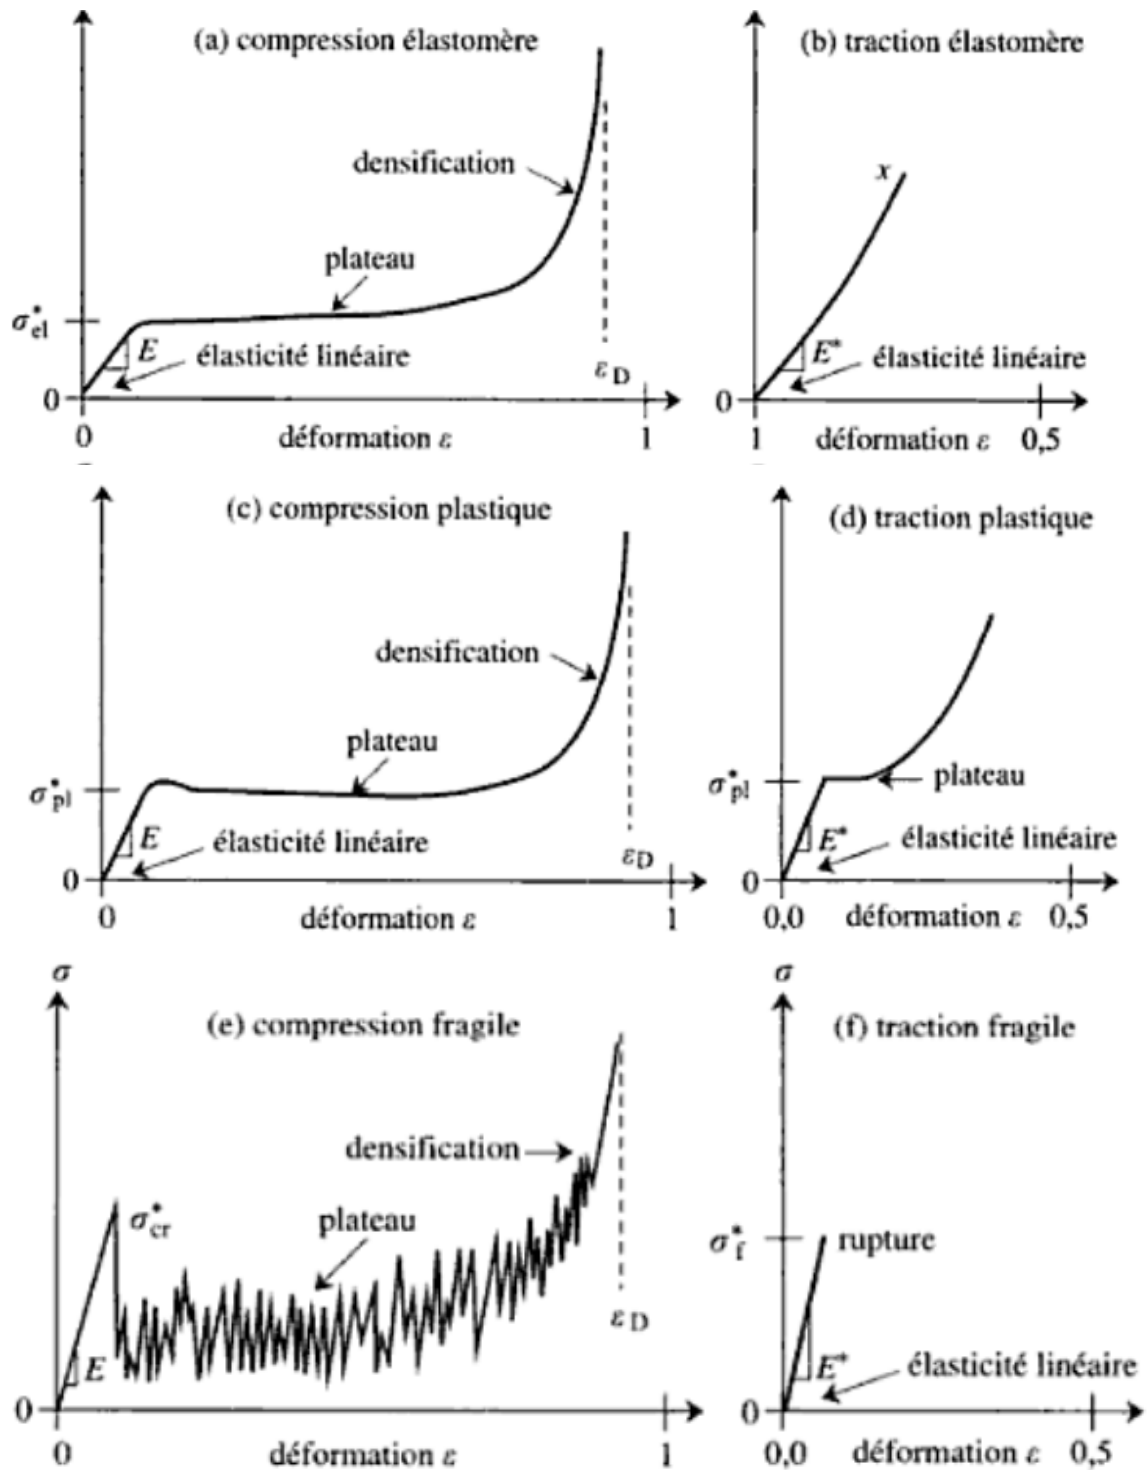 (a) compression élastomère
densification
plateau
σ*el
E
élasticité linéaire
εD
0
0
déformation ε
1
(b) traction élastomère
x
E*
élasticité linéaire
0
1
déformation ε
0,5
(c) compression plastique
densification
plateau
σ*pl
E
élasticité linéaire
εD
0
0
déformation ε
1
(d) traction plastique
σ*pl
plateau
E*
élasticité linéaire
0
0,0
déformation ε
0,5
σ
(e) compression fragile
densification
σ*cr
plateau
εD
E
0
0
déformation ε
1
σ
(f) traction fragile
σ*f
rupture
E*
élasticité linéaire
0
0,0
déformation ε
0,5